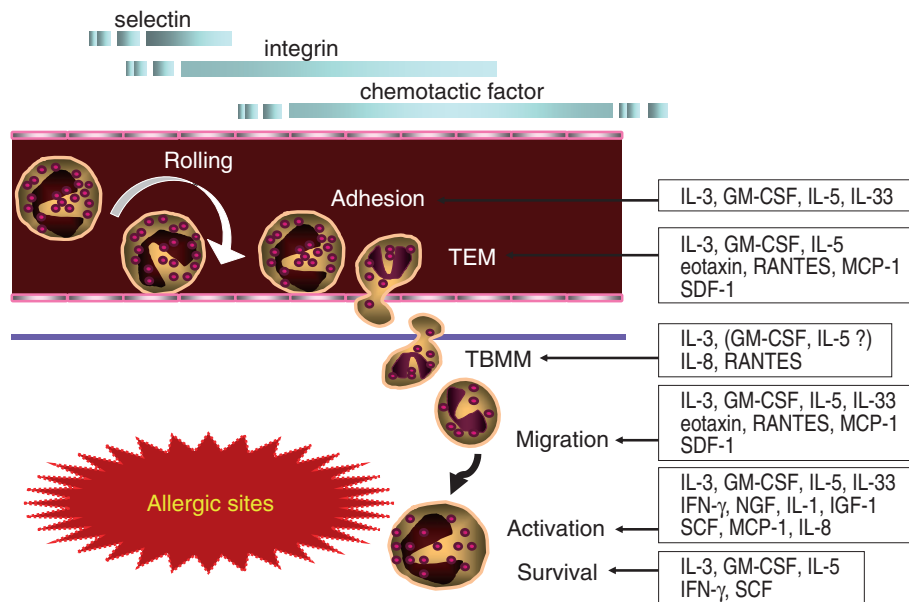 selectin
integrin
chemotactic factor
Rolling
Adhesion
IL-3, GM-CSF, IL-5, IL-33
TEM
IL-3, GM-CSF, IL-5
eotaxin, RANTES, MCP-1
SDF-1
TBMM
IL-3, (GM-CSF, IL-5 ?)
IL-8, RANTES
Migration
IL-3, GM-CSF, IL-5, IL-33
eotaxin, RANTES, MCP-1
SDF-1
Allergic sites
Activation
IL-3, GM-CSF, IL-5, IL-33
IFN-γ, NGF, IL-1, IGF-1
SCF, MCP-1, IL-8
Survival
IL-3, GM-CSF, IL-5
IFN-γ, SCF